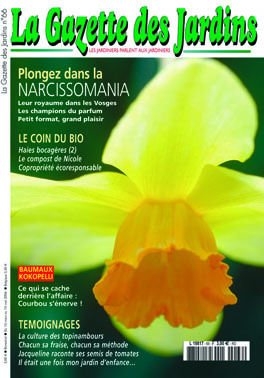 La Gazette des Jardins n°66
La Gazette des Jardins
LES JARDINIERS PARLENT AUX JARDINIERS
Plongez dans la
NARCISSOMANIA
Leur royaume dans les Vosges
Les champions du parfum
Petit format, grand plaisir
LE COIN DU BIO
Haies bocagères (2)
Le compost de Nicole
Copropriété écoresponsable
BAUMAUX
KOKOPELLI
Ce qui se cache
derrière l'affaire :
Courbou s'énerve !
TEMOIGNAGES
La culture des topinambours
Chacun sa fraise, chacun sa méthode
Jacqueline raconte ses semis de tomates
Il était une fois mon jardin d'enfance...